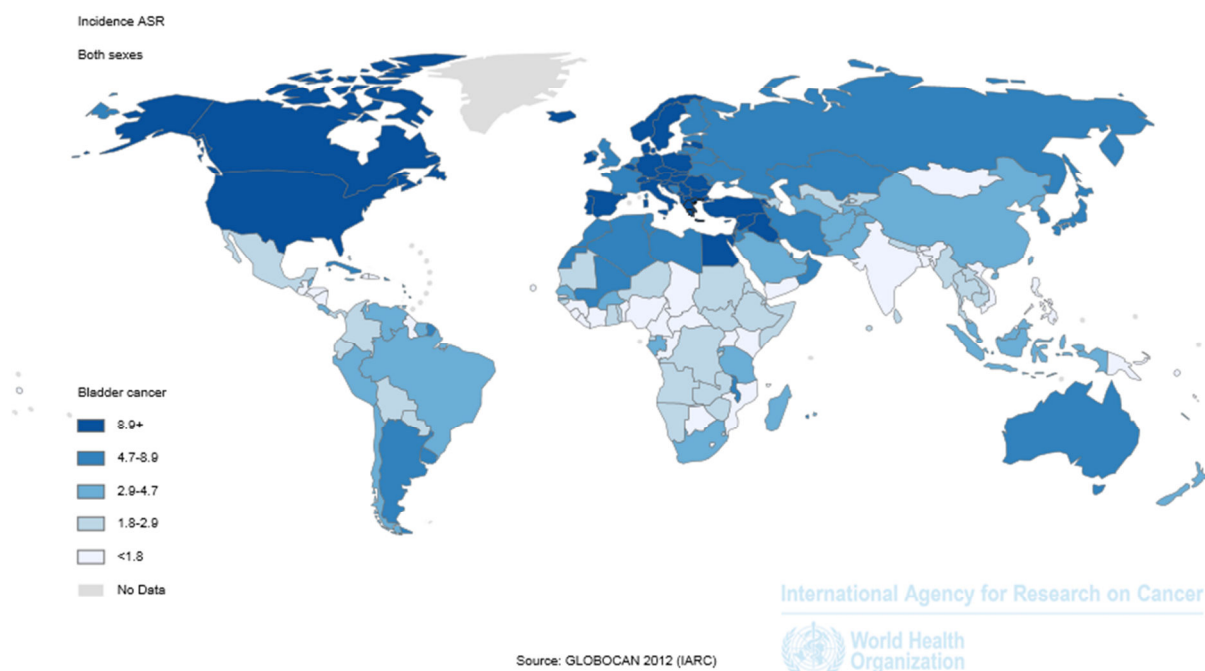 Incidence ASR
Both sexes
Bladder cancer
8.9+
4.7-8.9
2.9-4.7
1.8-2.9
<1.8
No Data
International Agency for Research on Cancer
World Health
Organization
Source: GLOBOCAN 2012 (IARC)